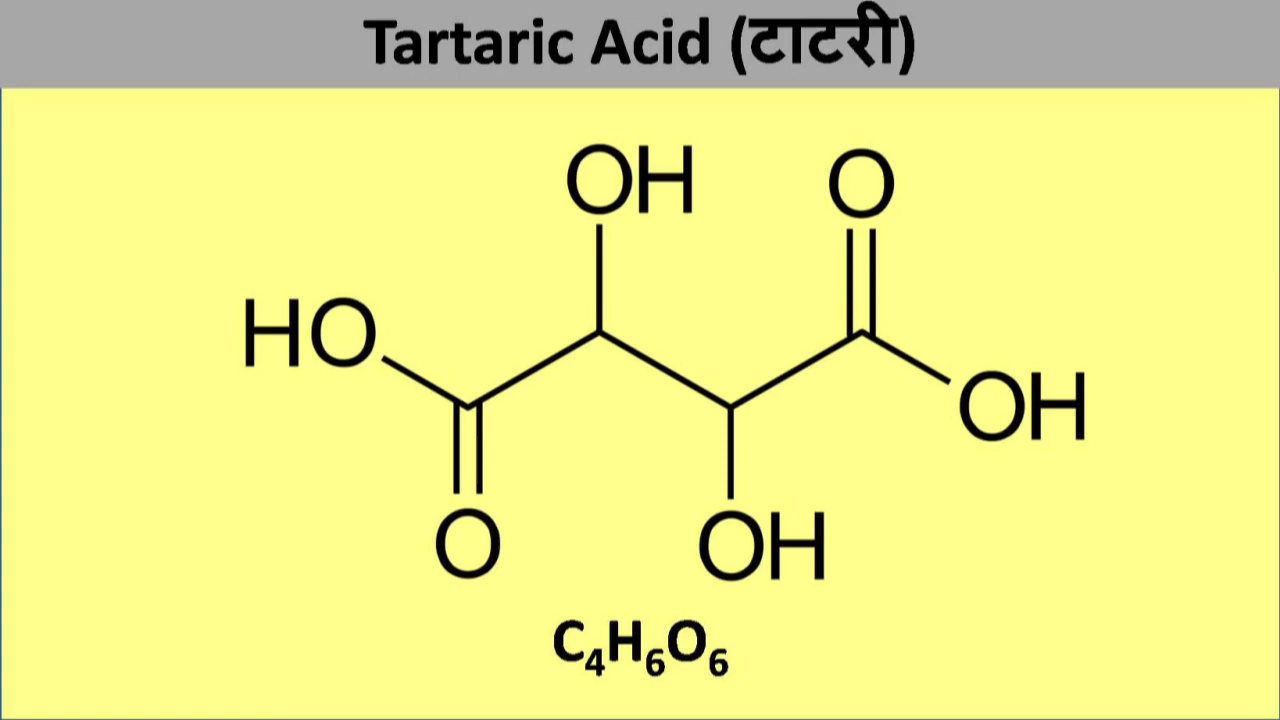 Tartaric Acid (टाटरी)
OH O
HO
OH
O OH
C₄H₆O₆